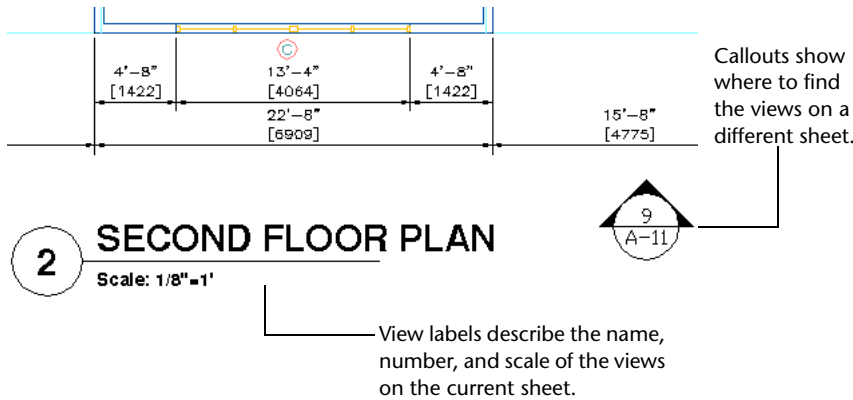 C
4'-8"
[1422]
13'-4"
[4064]
4'-8"
[1422]
22'-8"
[6909]
15'-8"
[4775]
Callouts show
where to find
the views on a
different sheet.
9
A-11
2
SECOND FLOOR PLAN
Scale: 1/8"=1'
View labels describe the name,
number, and scale of the views
on the current sheet.